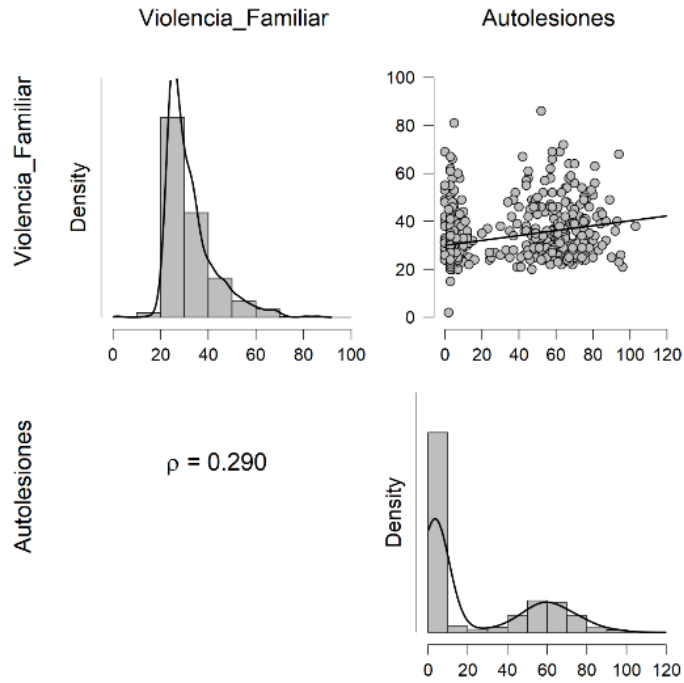 Violencia_Familiar
Autolesiones
Violencia_Familiar
Density
0 20 40 60 80 100
100
80
60
40
20
0
0 20 40 60 80 100 120
Autolesiones
ρ = 0.290
Density
0 20 40 60 80 100 120